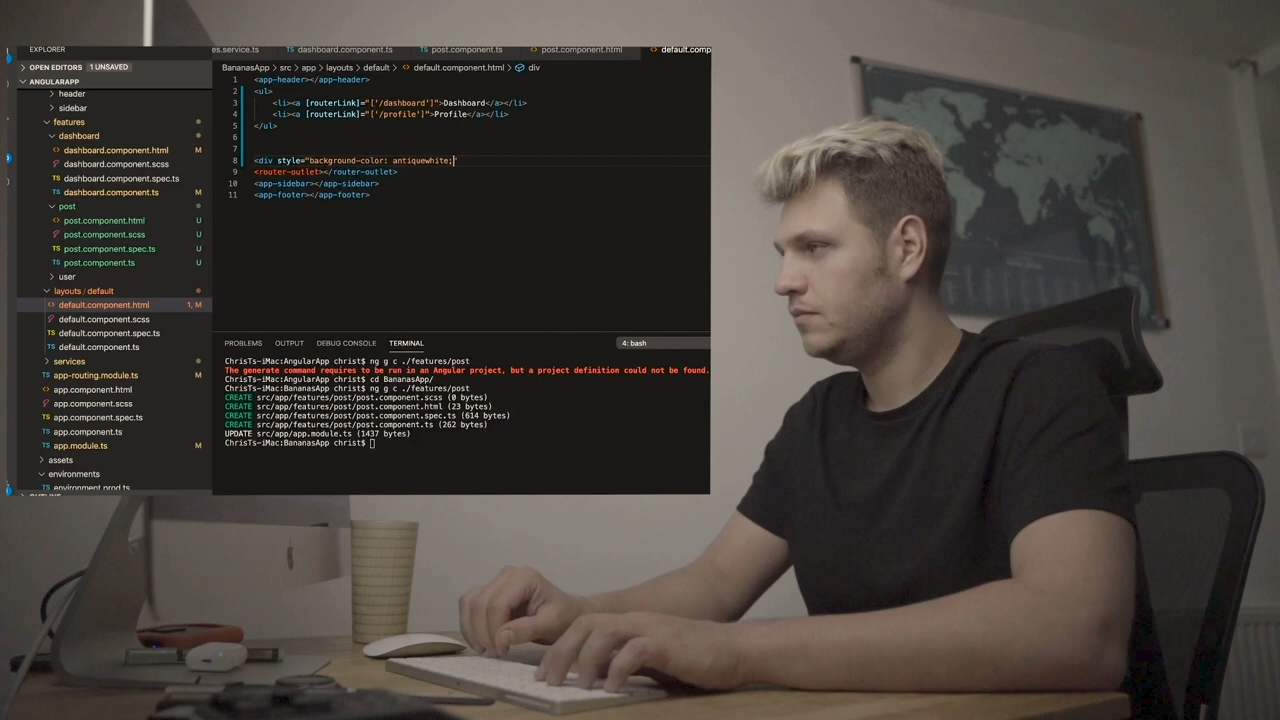 EXPLORER
OPEN EDITORS 1 UNSAVED
ANGULARAPP
header
sidebar
features
dashboard
dashboard.component.html M
dashboard.component.scss
dashboard.component.spec.ts
dashboard.component.ts M
post
post.component.html U
post.component.scss U
post.component.spec.ts U
post.component.ts U
user
layouts / default
default.component.html 1, M
default.component.scss
default.component.spec.ts
default.component.ts
services
app-routing.module.ts M
app.component.html
app.component.scss
app.component.spec.ts
app.component.ts
app.module.ts M
assets
environments
environment.prod.ts
es.service.ts dashboard.component.ts post.component.ts post.component.html default.comp
BananasApp > src > app > layouts > default > default.component.html > div
1 <app-header></app-header>
2 <ul>
3 <li><a [routerLink]="['/dashboard']">Dashboard</a></li>
4 <li><a [routerLink]="['/profile']">Profile</a></li>
5 </ul>
6
7
8 <div style="background-color: antiquewhite;"
9 <router-outlet></router-outlet>
10 <app-sidebar></app-sidebar>
11 <app-footer></app-footer>
PROBLEMS OUTPUT DEBUG CONSOLE TERMINAL 4: bash
ChrisTs-iMac:AngularApp christ$ ng g c ./features/post
The generate command requires to be run in an Angular project, but a project definition could not be found.
ChrisTs-iMac:AngularApp christ$ cd BananasApp/
ChrisTs-iMac:BananasApp christ$ ng g c ./features/post
CREATE src/app/features/post/post.component.scss (0 bytes)
CREATE src/app/features/post/post.component.html (23 bytes)
CREATE src/app/features/post/post.component.spec.ts (614 bytes)
CREATE src/app/features/post/post.component.ts (262 bytes)
UPDATE src/app/app.module.ts (1437 bytes)
ChrisTs-iMac:BananasApp christ$